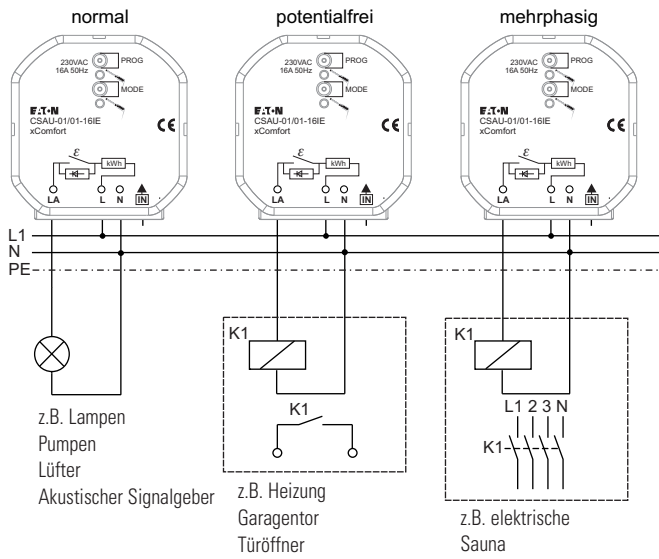 normal
potentialfrei
mehrphasig
230VAC
16A 50Hz
PROG
MODE
EATON
CSAU-01/01-16IE
xComfort
CE
ε
kWh
LA
L
N
IN
230VAC
16A 50Hz
PROG
MODE
EATON
CSAU-01/01-16IE
xComfort
CE
ε
kWh
LA
L
N
IN
230VAC
16A 50Hz
PROG
MODE
EATON
CSAU-01/01-16IE
xComfort
CE
ε
kWh
LA
L
N
IN
L1
N
PE
z.B. Lampen
Pumpen
Lüfter
Akustischer Signalgeber
K1
K1
z.B. Heizung
Garagentor
Türöffner
K1
L1 2 3 N
K1
z.B. elektrische
Sauna